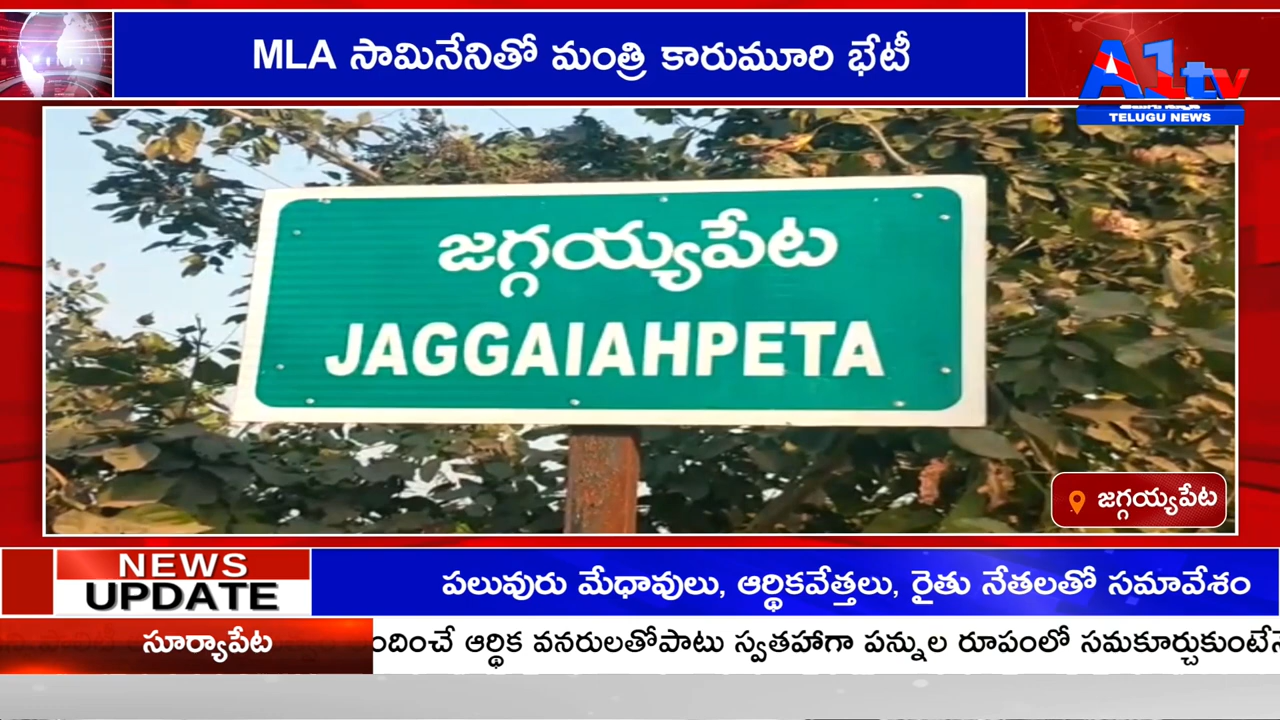 MLA సామినేనితో మంత్రి కారుమూరి భేటీ
A1tv
TELUGU NEWS
జగ్గయ్యపేట
JAGGAIAHPETA
జగ్గయ్యపేట
NEWS
UPDATE
పలువురు మేధావులు, ఆర్థికవేత్తలు, రైతు నేతలతో సమావేశం
సూర్యాపేట
ందించే ఆర్థిక వనరులతోపాటు స్వతహాగా పన్నుల రూపంలో సమకూర్చుకుంటేనే